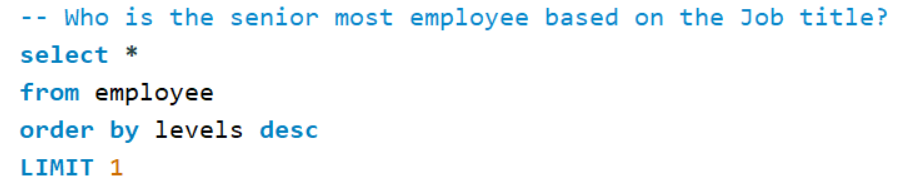 -- Who is the senior most employee based on the Job title?
select *
from employee
order by levels desc
LIMIT 1